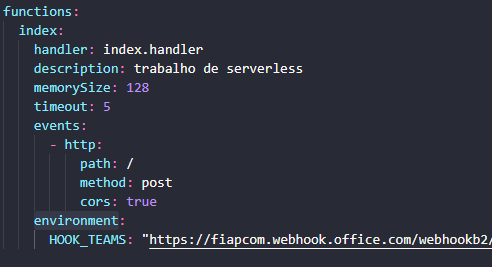 functions:
index:
handler: index.handler
description: trabalho de serverless
memorySize: 128
timeout: 5
events:
- http:
path: /
method: post
cors: true
environment:
HOOK_TEAMS: "https://fiapcom.webhook.office.com/webhookb2/